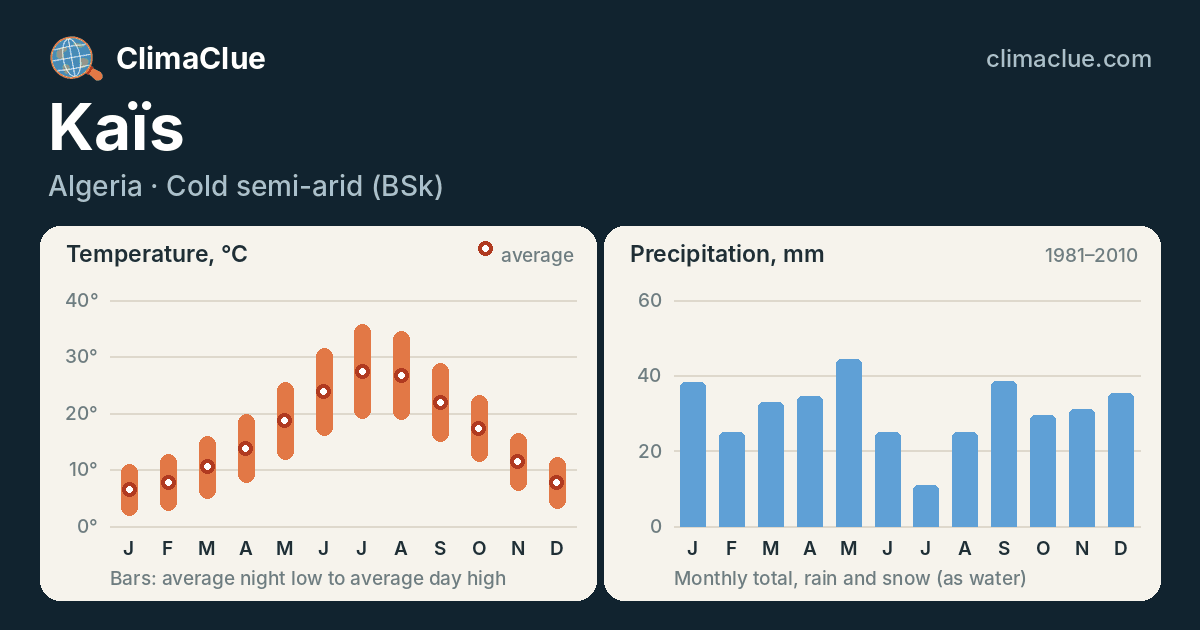 ClimaClue
climaclue.com
Kaïs
Algeria · Cold semi-arid (BSk)
Temperature, °C
average
40°
30°
20°
10°
0°
J F M A M J J A S O N D
Bars: average night low to average day high
Precipitation, mm
1981–2010
60
40
20
0
J F M A M J J A S O N D
Monthly total, rain and snow (as water)